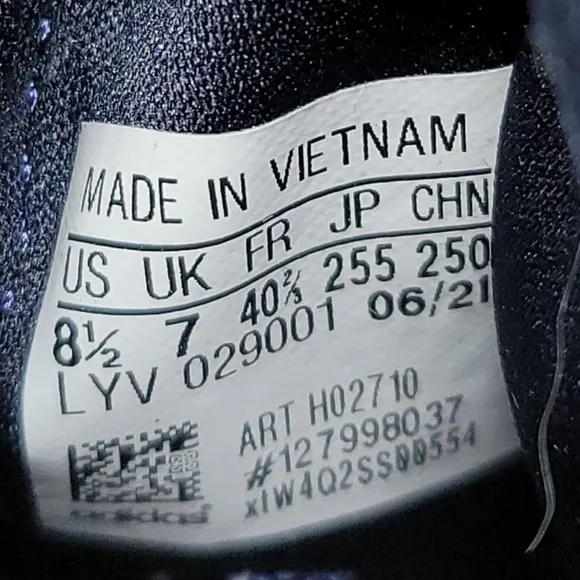 MADE IN VIETNAM
US UK FR JP CHN
8½ 7 40⅔ 255 250
LYV 029001 06/21
ART H02710
#127998037
xIW4Q2SS00554
adidas